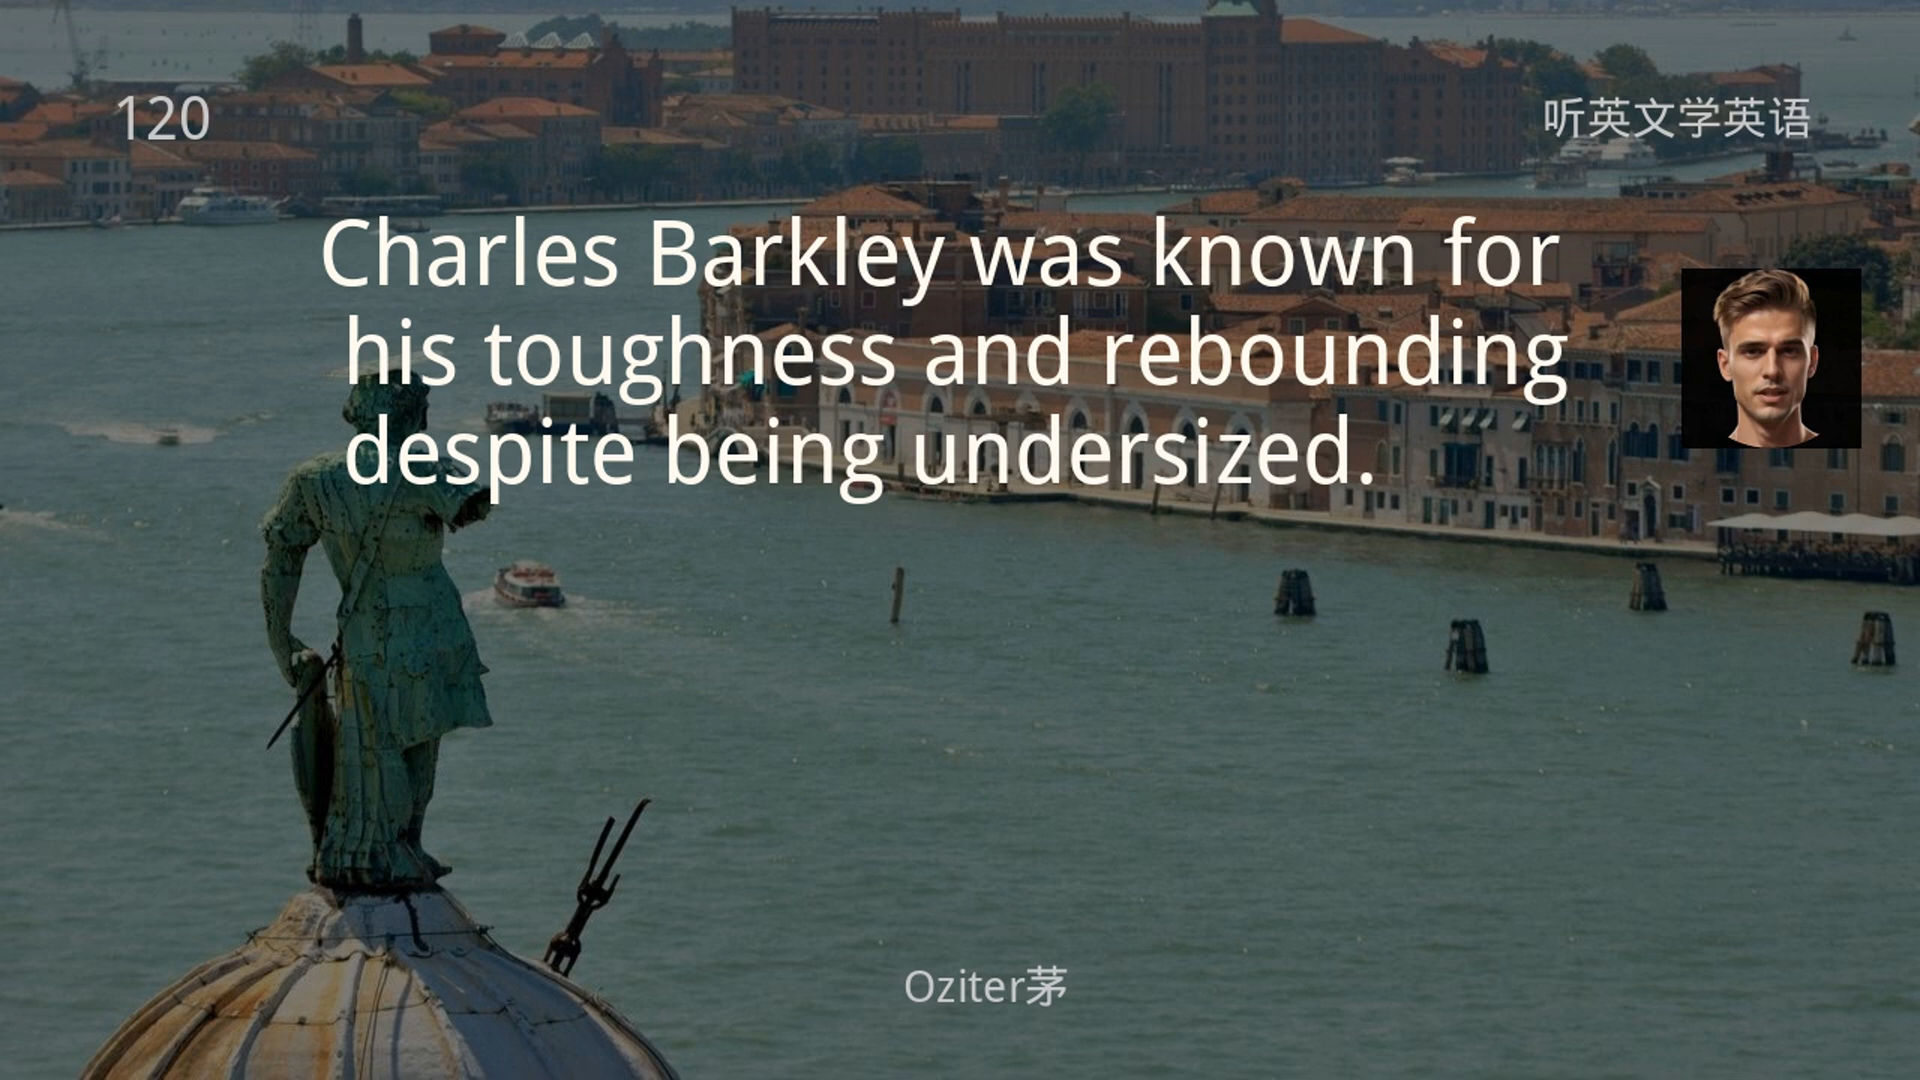 120
听英文学英语
Charles Barkley was known for
his toughness and rebounding
despite being undersized.
Oziter茅